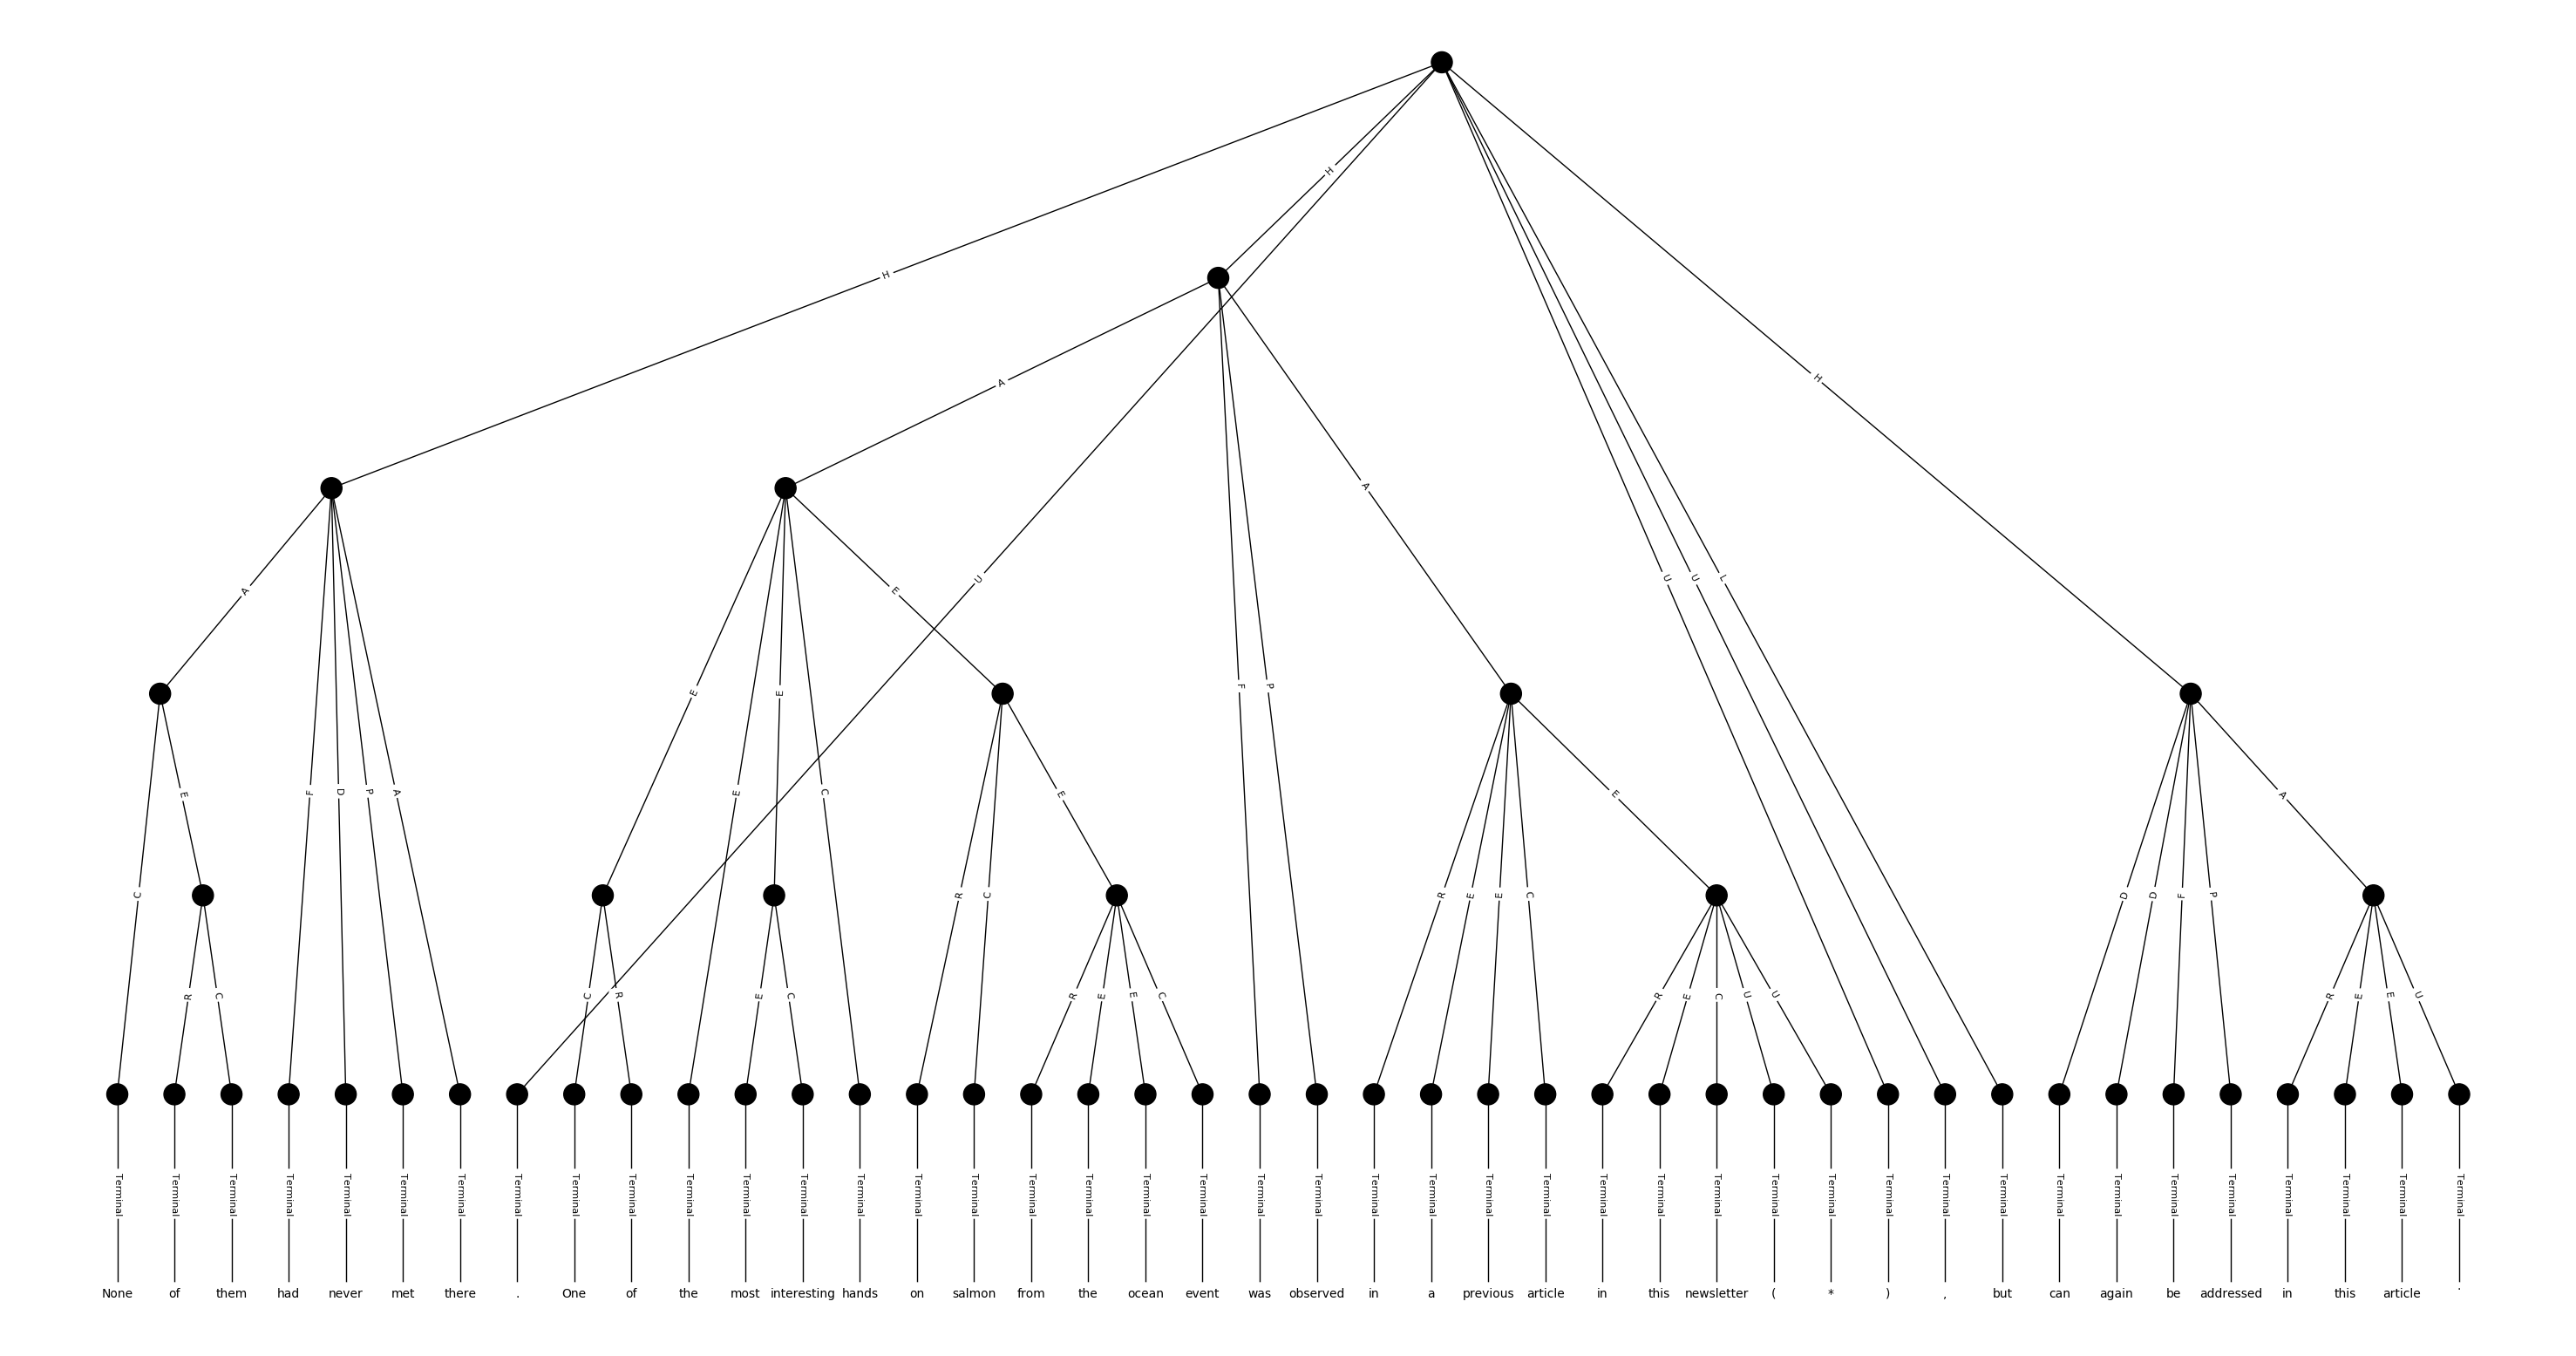 H
H
H
A
A
U
A
U
U
L
E
A
E
E
F
P
C
E
F
D
P
A
E
C
R
C
E
R
E
E
C
E
D
D
F
P
A
R
C
C
R
E
C
R
E
E
C
R
E
C
U
U
R
E
E
U
Terminal Terminal Terminal Terminal Terminal Terminal Terminal Terminal Terminal Terminal Terminal Terminal Terminal Terminal Terminal Terminal Terminal Terminal Terminal Terminal Terminal Terminal Terminal Terminal Terminal Terminal Terminal Terminal Terminal Terminal Terminal Terminal Terminal Terminal Terminal Terminal Terminal Terminal Terminal Terminal Terminal Terminal
None of them had never met there . One of the most interesting hands on salmon from the ocean event was observed in a previous article in this newsletter ( * ) , but can again be addressed in this article .